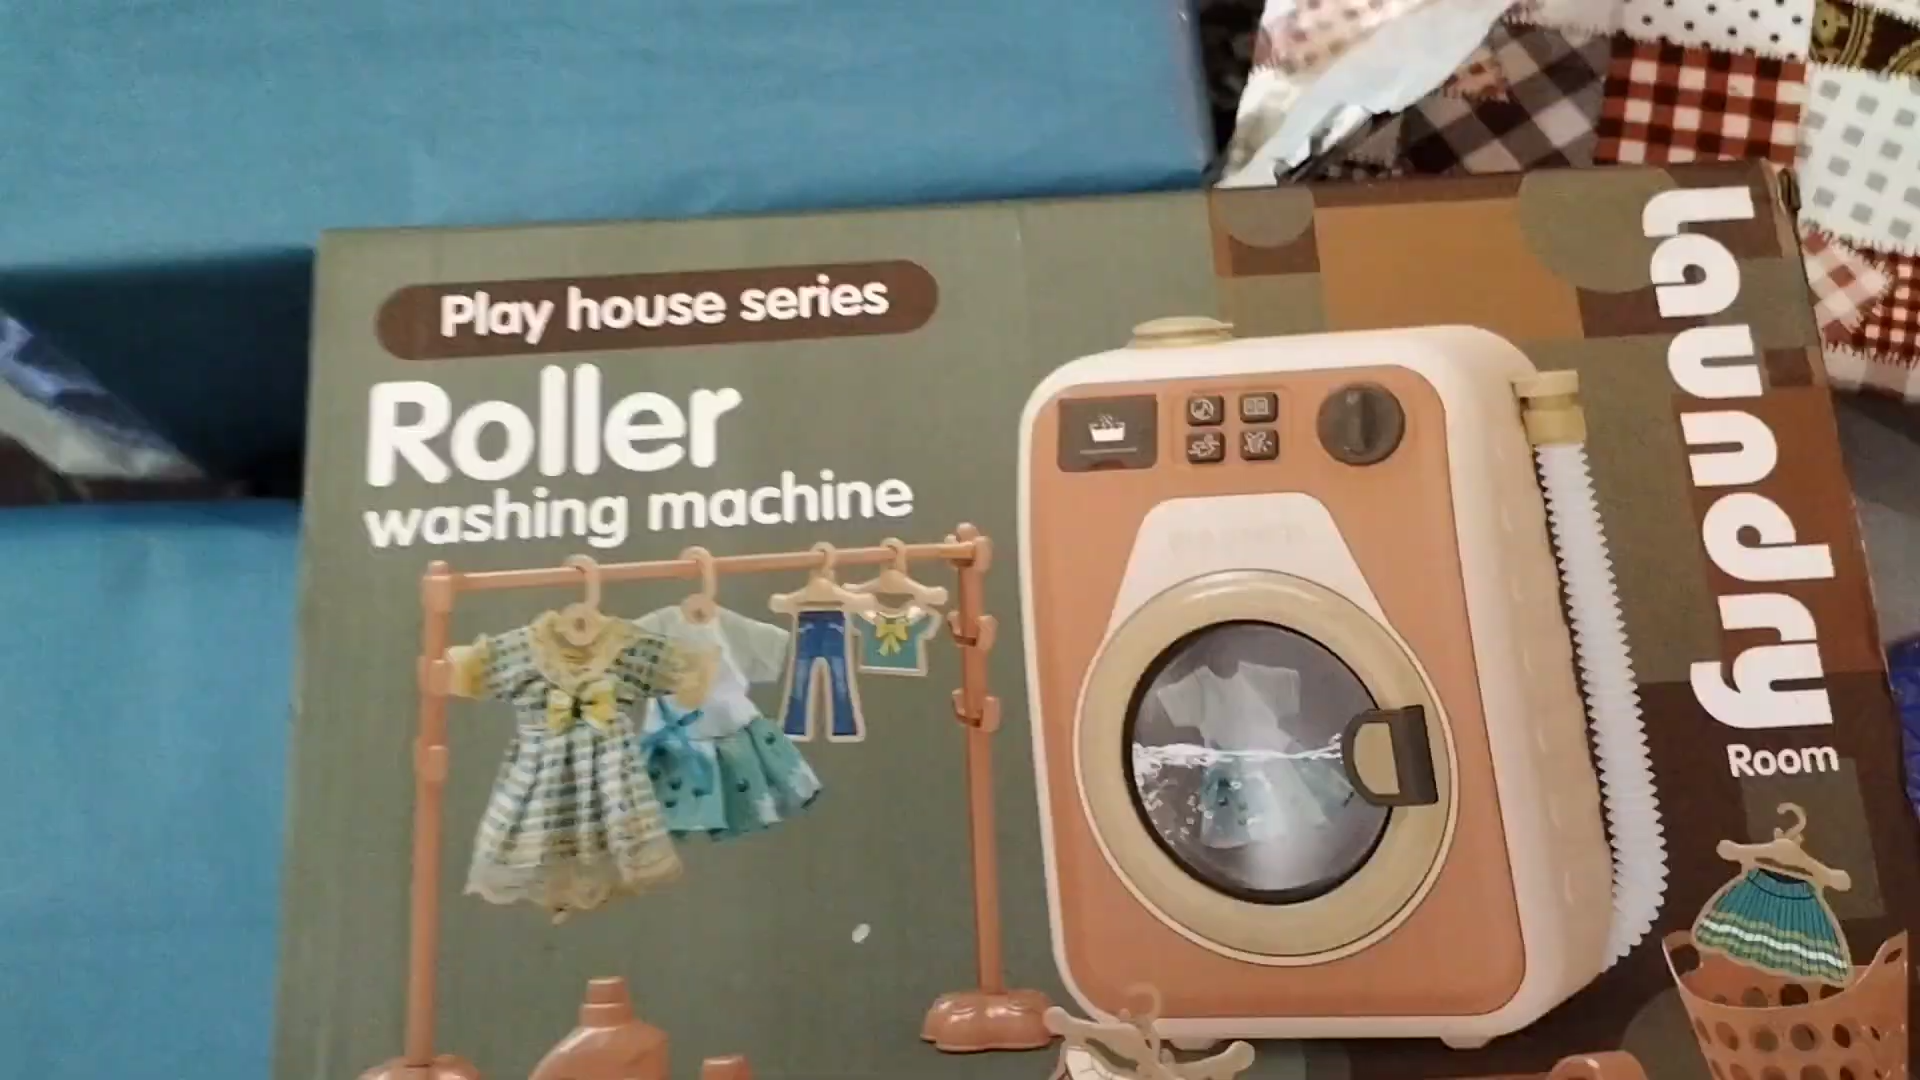 Play house series
Roller
washing machine
Laundry
Room